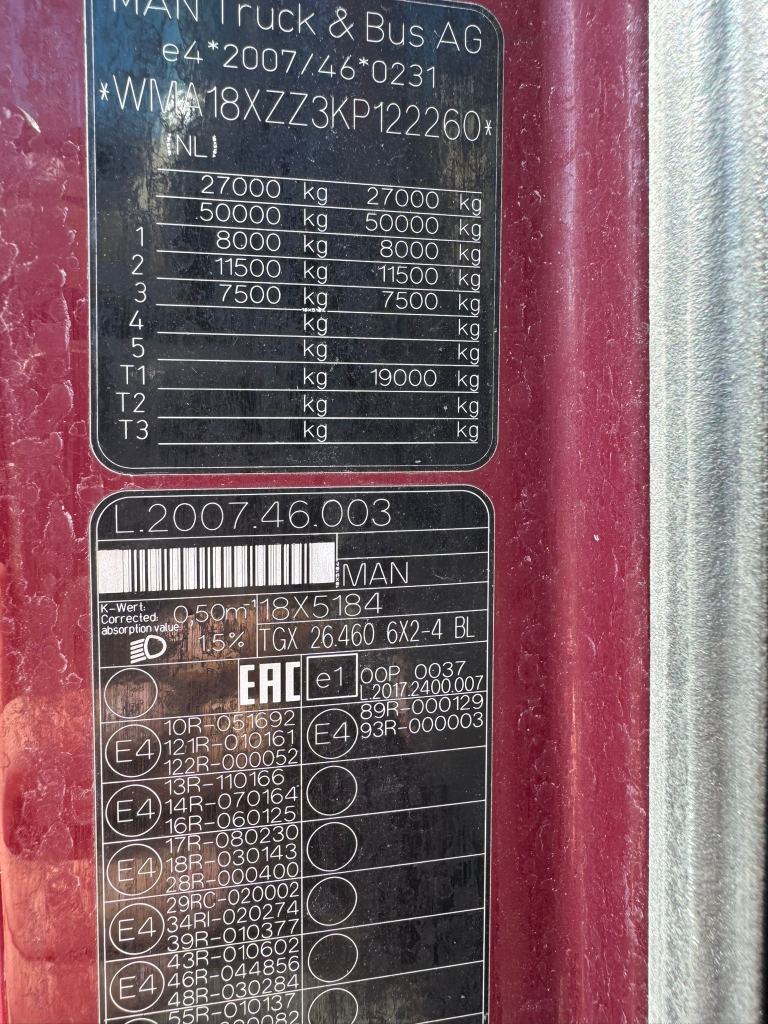 MAN Truck & Bus AG
e4*2007/46*0231
*WMA18XZZ3KP122260*
NL
27000 kg 27000 kg
50000 kg 50000 kg
1 8000 kg 8000 kg
2 11500 kg 11500 kg
3 7500 kg 7500 kg
4 kg kg
5 kg kg
T1 kg 19000 kg
T2 kg kg
T3 kg kg
L.2007.46.003
MAN
K-Wert:
Corrected:
absorption value
0,50m-1 18X5184
1.5% TGX 26.460 6X2-4 BL
EAC e1 00P 0037
L.2017.2400.007
10R-051692 89R-000129
E4 121R-010161 E4 93R-000003
122R-000052
13R-110166
E4 14R-070164
16R-060125
17R-080230
E4 18R-030143
28R-000400
29RC-020002
E4 34RI-020274
39R-010377
43R-010602
E4 46R-044856
48R-030284
55R-010137